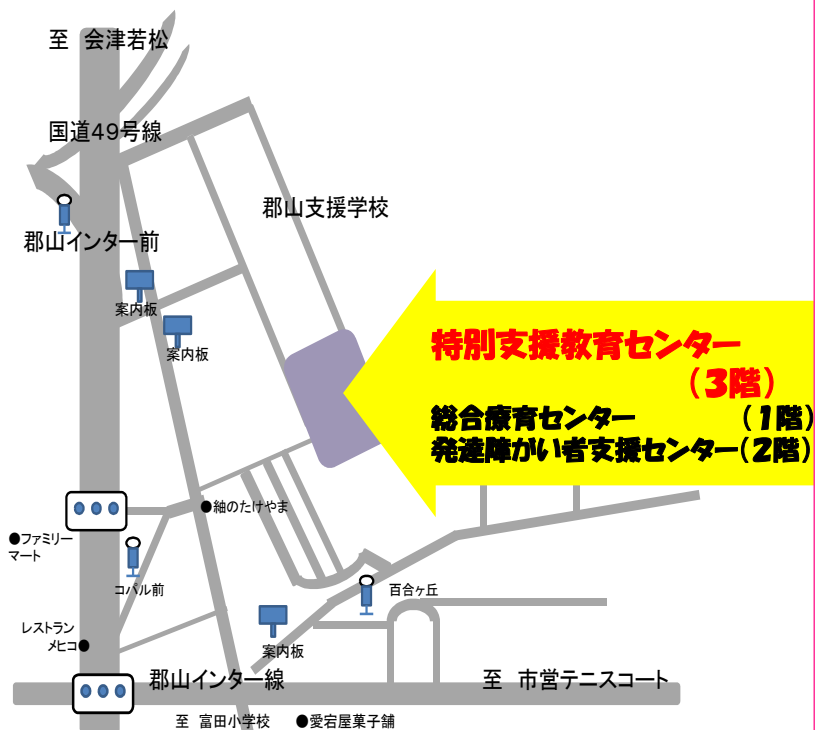 至 会津若松
国道49号線
郡山支援学校
郡山インター前
案内板
案内板
特別支援教育センター
(3階)
総合療育センター (1階)
発達障がい者支援センター(2階)
●紬のたけやま
●ファミリー
マート
コパル前
百合ヶ丘
レストラン
メヒコ●
案内板
郡山インター線
至 市営テニスコート
至 富田小学校 ●愛宕屋菓子舗